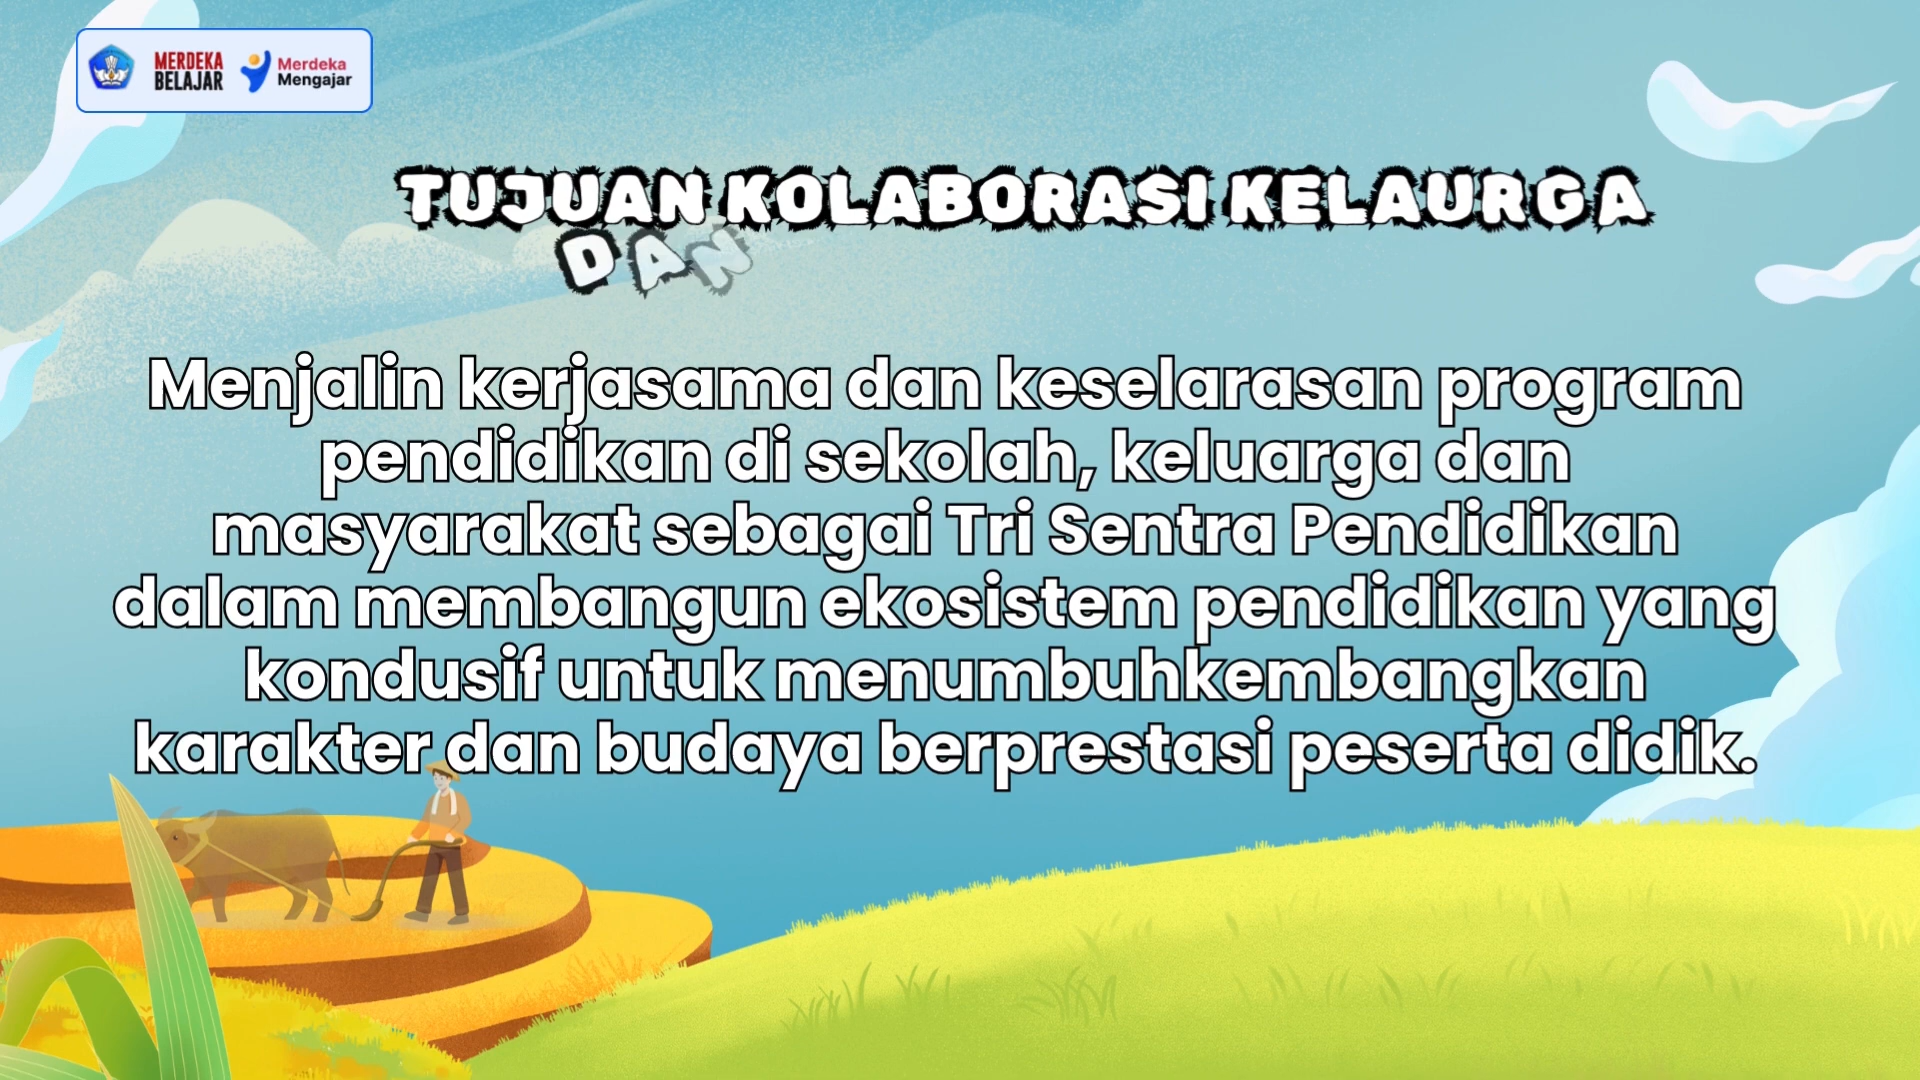 MERDEKA
BELAJAR
Merdeka
Mengajar
TUJUAN KOLABORASI KELAURGA
DAN
Menjalin kerjasama dan keselarasan program
pendidikan di sekolah, keluarga dan
masyarakat sebagai Tri Sentra Pendidikan
dalam membangun ekosistem pendidikan yang
kondusif untuk menumbuhkembangkan
karakter dan budaya berprestasi peserta didik.